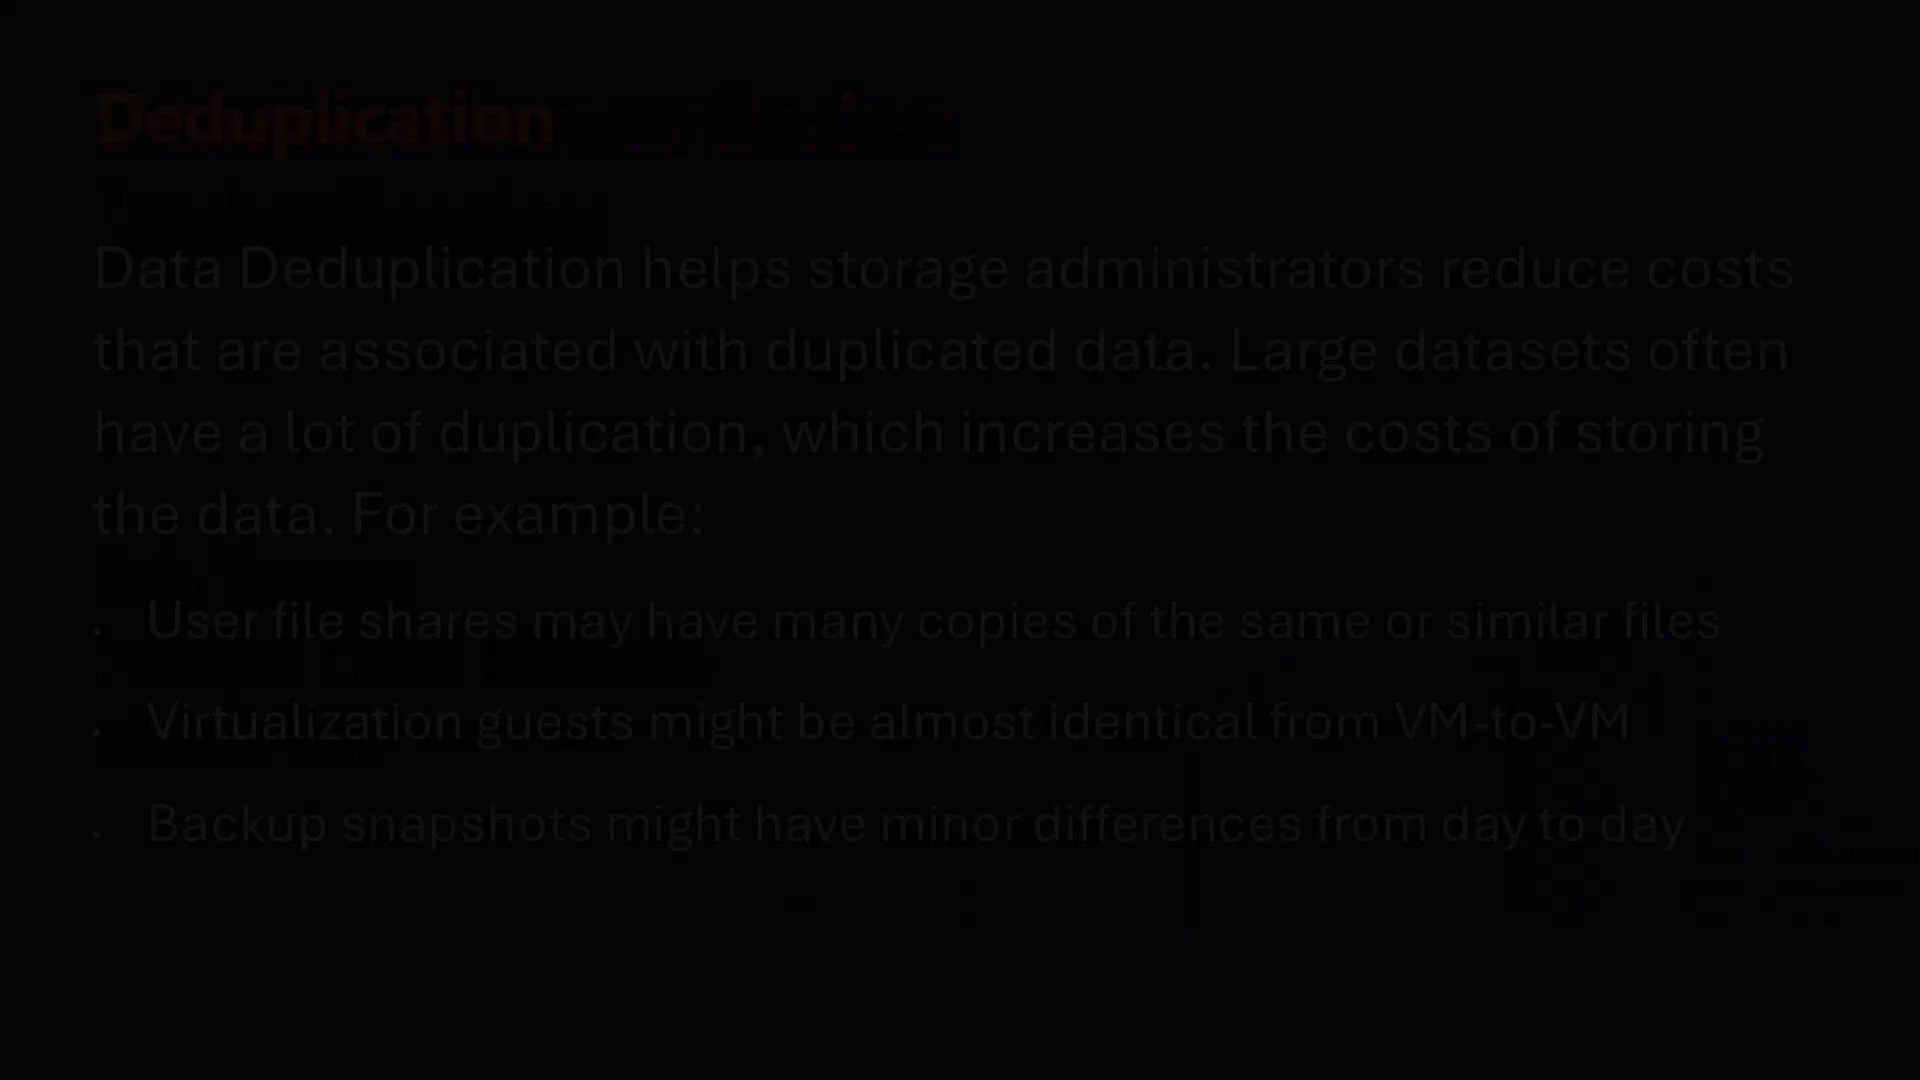 Deduplication
Data Deduplication helps storage administrators reduce costs
that are associated with duplicated data. Large datasets often
have a lot of duplication, which increases the costs of storing
the data. For example:
• User file shares may have many copies of the same or similar files
• Virtualization guests might be almost identical from VM-to-VM
• Backup snapshots might have minor differences from day to day